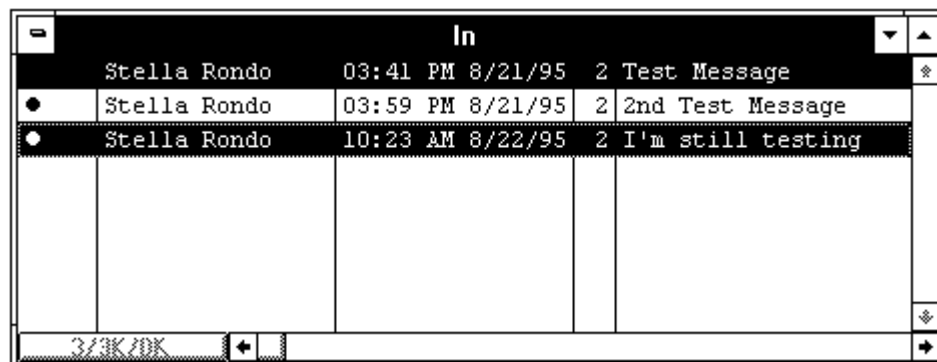 In
Stella Rondo 03:41 PM 8/21/95 2 Test Message
Stella Rondo 03:59 PM 8/21/95 2 2nd Test Message
Stella Rondo 10:23 AM 8/22/95 2 I'm still testing
3/3K/0K